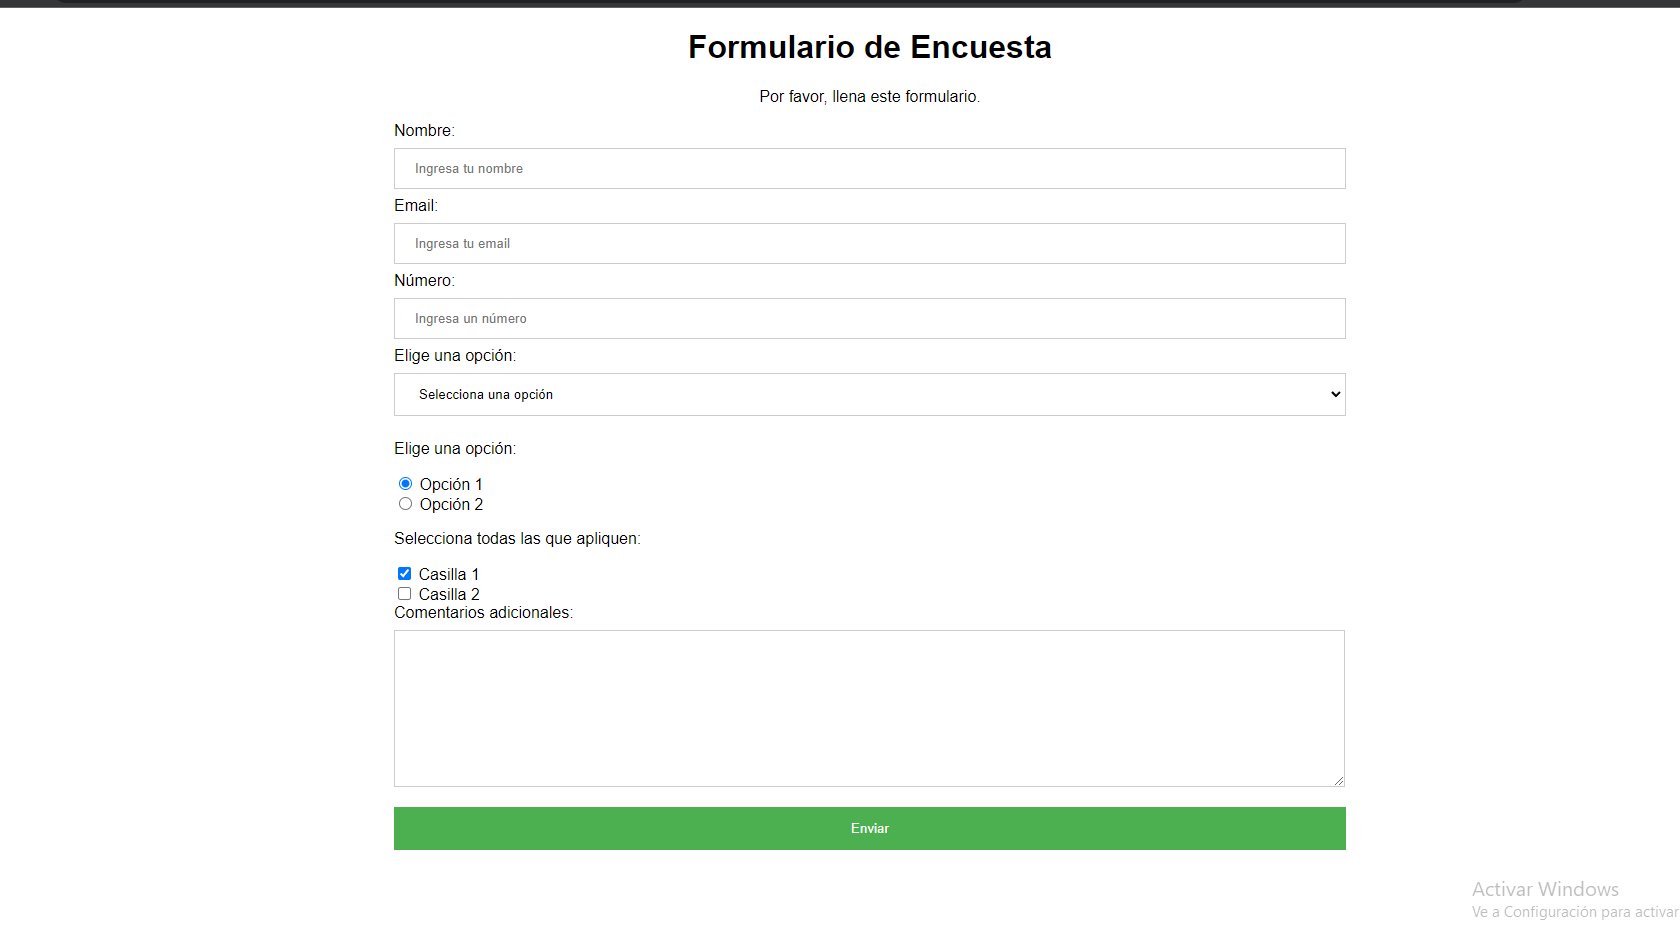 Formulario de Encuesta
Por favor, llena este formulario.
Nombre:
Ingresa tu nombre
Email:
Ingresa tu email
Número:
Ingresa un número
Elige una opción:
Selecciona una opción
Elige una opción:
Opción 1
Opción 2
Selecciona todas las que apliquen:
Casilla 1
Casilla 2
Comentarios adicionales:
Enviar
Activar Windows
Ve a Configuración para activar